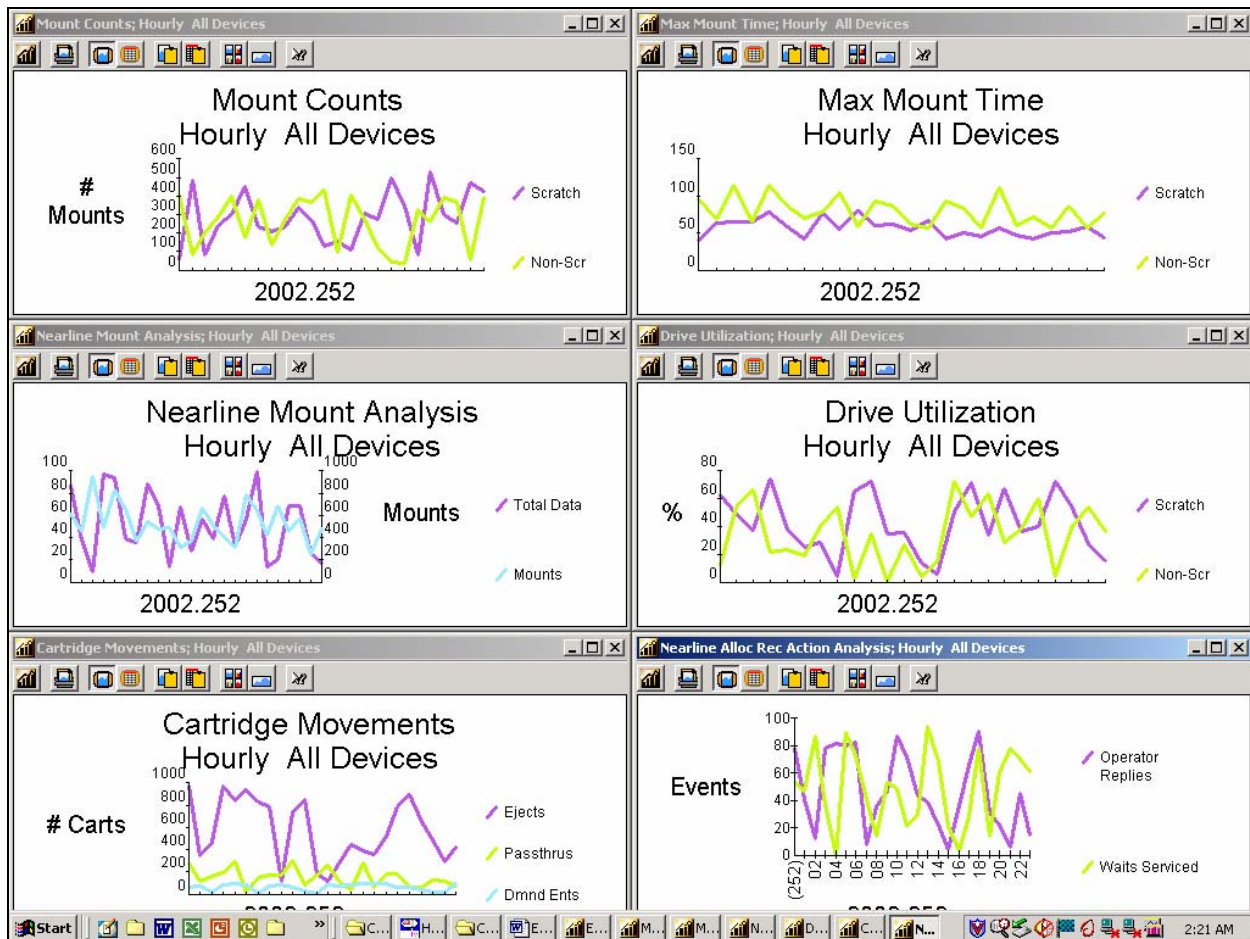 Mount Counts; Hourly All Devices
Mount Counts
Hourly All Devices
# Mounts
600
500
400
300
200
100
0
Scratch
Non-Scr
2002.252
Max Mount Time; Hourly All Devices
Max Mount Time
Hourly All Devices
150
100
50
0
Scratch
Non-Scr
2002.252
Nearline Mount Analysis; Hourly All Devices
Nearline Mount Analysis
Hourly All Devices
100
80
60
40
20
0
1000
800
600
400
200
0
Mounts
Total Data
Mounts
2002.252
Drive Utilization; Hourly All Devices
Drive Utilization
Hourly All Devices
%
80
60
40
20
0
Scratch
Non-Scr
2002.252
Cartridge Movements; Hourly All Devices
Cartridge Movements
Hourly All Devices
# Carts
1000
800
600
400
200
0
Ejects
Passthrus
Dmnd Ents
Nearline Alloc Rec Action Analysis; Hourly All Devices
Events
100
80
60
40
20
0
(252)
02
04
06
08
10
12
14
16
18
20
22
Operator
Replies
Waits Serviced
Start
»
C...
H...
C...
E...
E...
M...
M...
N...
D...
C...
N...
2:21 AM